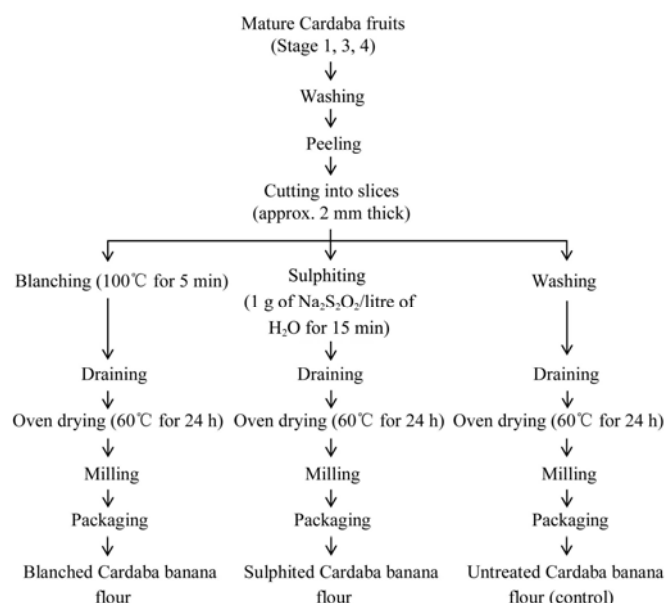 Mature Cardaba fruits
(Stage 1, 3, 4)
Washing
Peeling
Cutting into slices
(approx. 2 mm thick)
Blanching (100℃ for 5 min)
Draining
Oven drying (60℃ for 24 h)
Milling
Packaging
Blanched Cardaba banana
flour
Sulphiting
(1 g of Na₂S₂O₂/litre of
H₂O for 15 min)
Draining
Oven drying (60℃ for 24 h)
Milling
Packaging
Sulphited Cardaba banana
flour
Washing
Draining
Oven drying (60℃ for 24 h)
Milling
Packaging
Untreated Cardaba banana
flour (control)